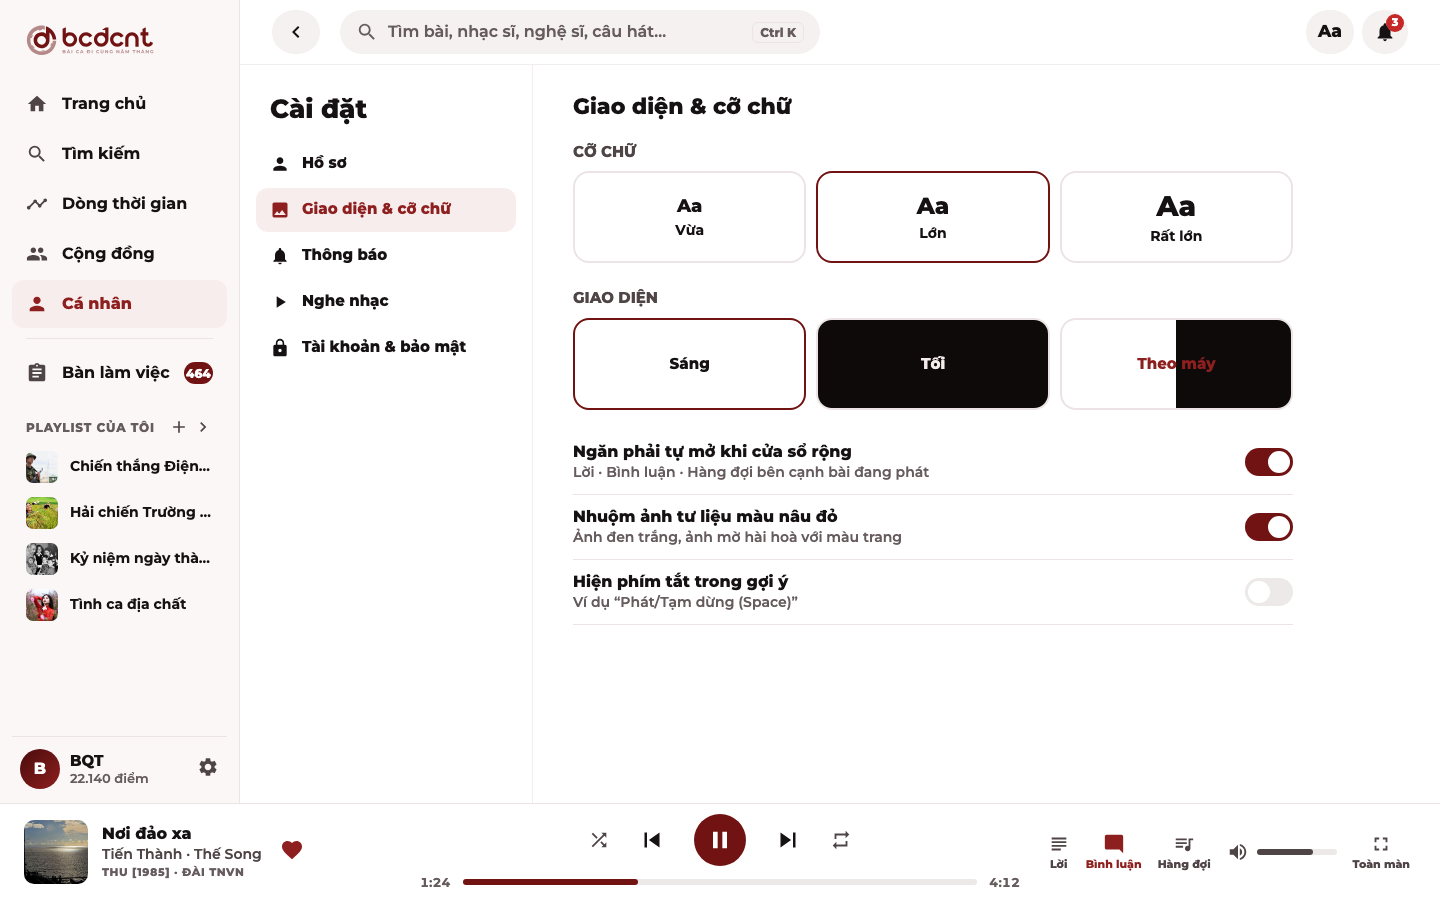 bcdcnt
BÀI CA ĐI CÙNG NĂM THÁNG
Tìm bài, nhạc sĩ, nghệ sĩ, câu hát...
Ctrl K
Aa
3
Trang chủ
Tìm kiếm
Dòng thời gian
Cộng đồng
Cá nhân
Bàn làm việc
464
PLAYLIST CỦA TÔI
Chiến thắng Điện...
Hải chiến Trường ...
Kỷ niệm ngày thà...
Tình ca địa chất
B
BQT
22.140 điểm
Cài đặt
Hồ sơ
Giao diện & cỡ chữ
Thông báo
Nghe nhạc
Tài khoản & bảo mật
Giao diện & cỡ chữ
CỠ CHỮ
Aa
Vừa
Aa
Lớn
Aa
Rất lớn
GIAO DIỆN
Sáng
Tối
Theo máy
Ngăn phải tự mở khi cửa sổ rộng
Lời · Bình luận · Hàng đợi bên cạnh bài đang phát
Nhuộm ảnh tư liệu màu nâu đỏ
Ảnh đen trắng, ảnh mờ hài hoà với màu trang
Hiện phím tắt trong gợi ý
Ví dụ “Phát/Tạm dừng (Space)”
Nơi đảo xa
Tiến Thành · Thế Song
THU [1985] · ĐÀI TNVN
1:24
4:12
Lời
Bình luận
Hàng đợi
Toàn màn